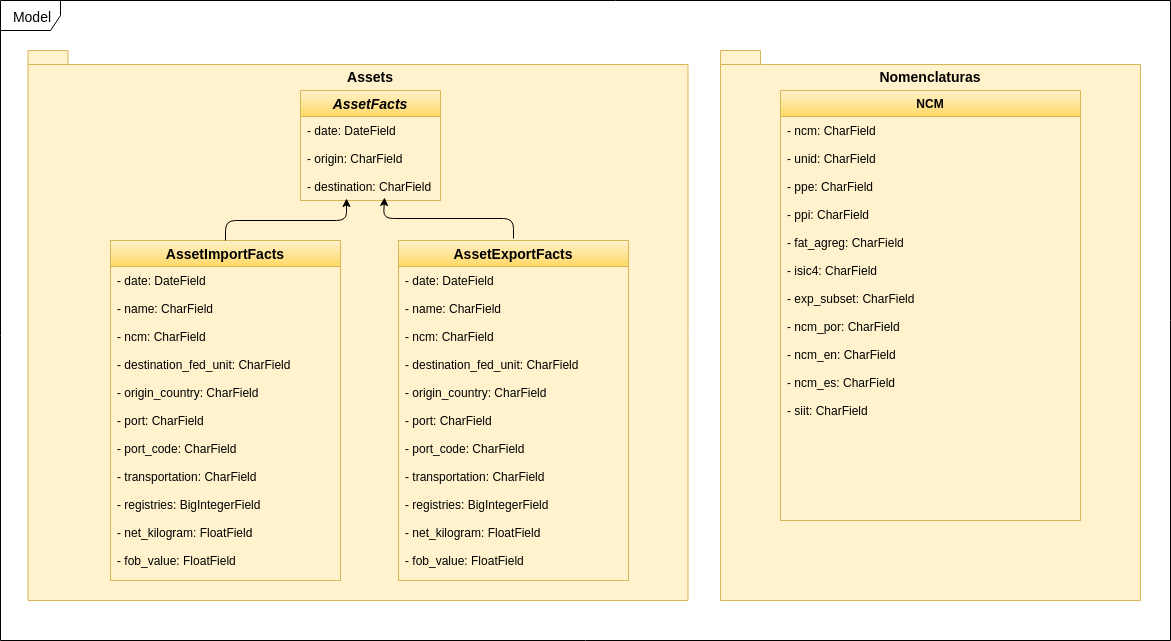 Model
Assets
AssetFacts
- date: DateField
- origin: CharField
- destination: CharField
AssetImportFacts
- date: DateField
- name: CharField
- ncm: CharField
- destination_fed_unit: CharField
- origin_country: CharField
- port: CharField
- port_code: CharField
- transportation: CharField
- registries: BigIntegerField
- net_kilogram: FloatField
- fob_value: FloatField
AssetExportFacts
- date: DateField
- name: CharField
- ncm: CharField
- destination_fed_unit: CharField
- origin_country: CharField
- port: CharField
- port_code: CharField
- transportation: CharField
- registries: BigIntegerField
- net_kilogram: FloatField
- fob_value: FloatField
Nomenclaturas
NCM
- ncm: CharField
- unid: CharField
- ppe: CharField
- ppi: CharField
- fat_agreg: CharField
- isic4: CharField
- exp_subset: CharField
- ncm_por: CharField
- ncm_en: CharField
- ncm_es: CharField
- siit: CharField